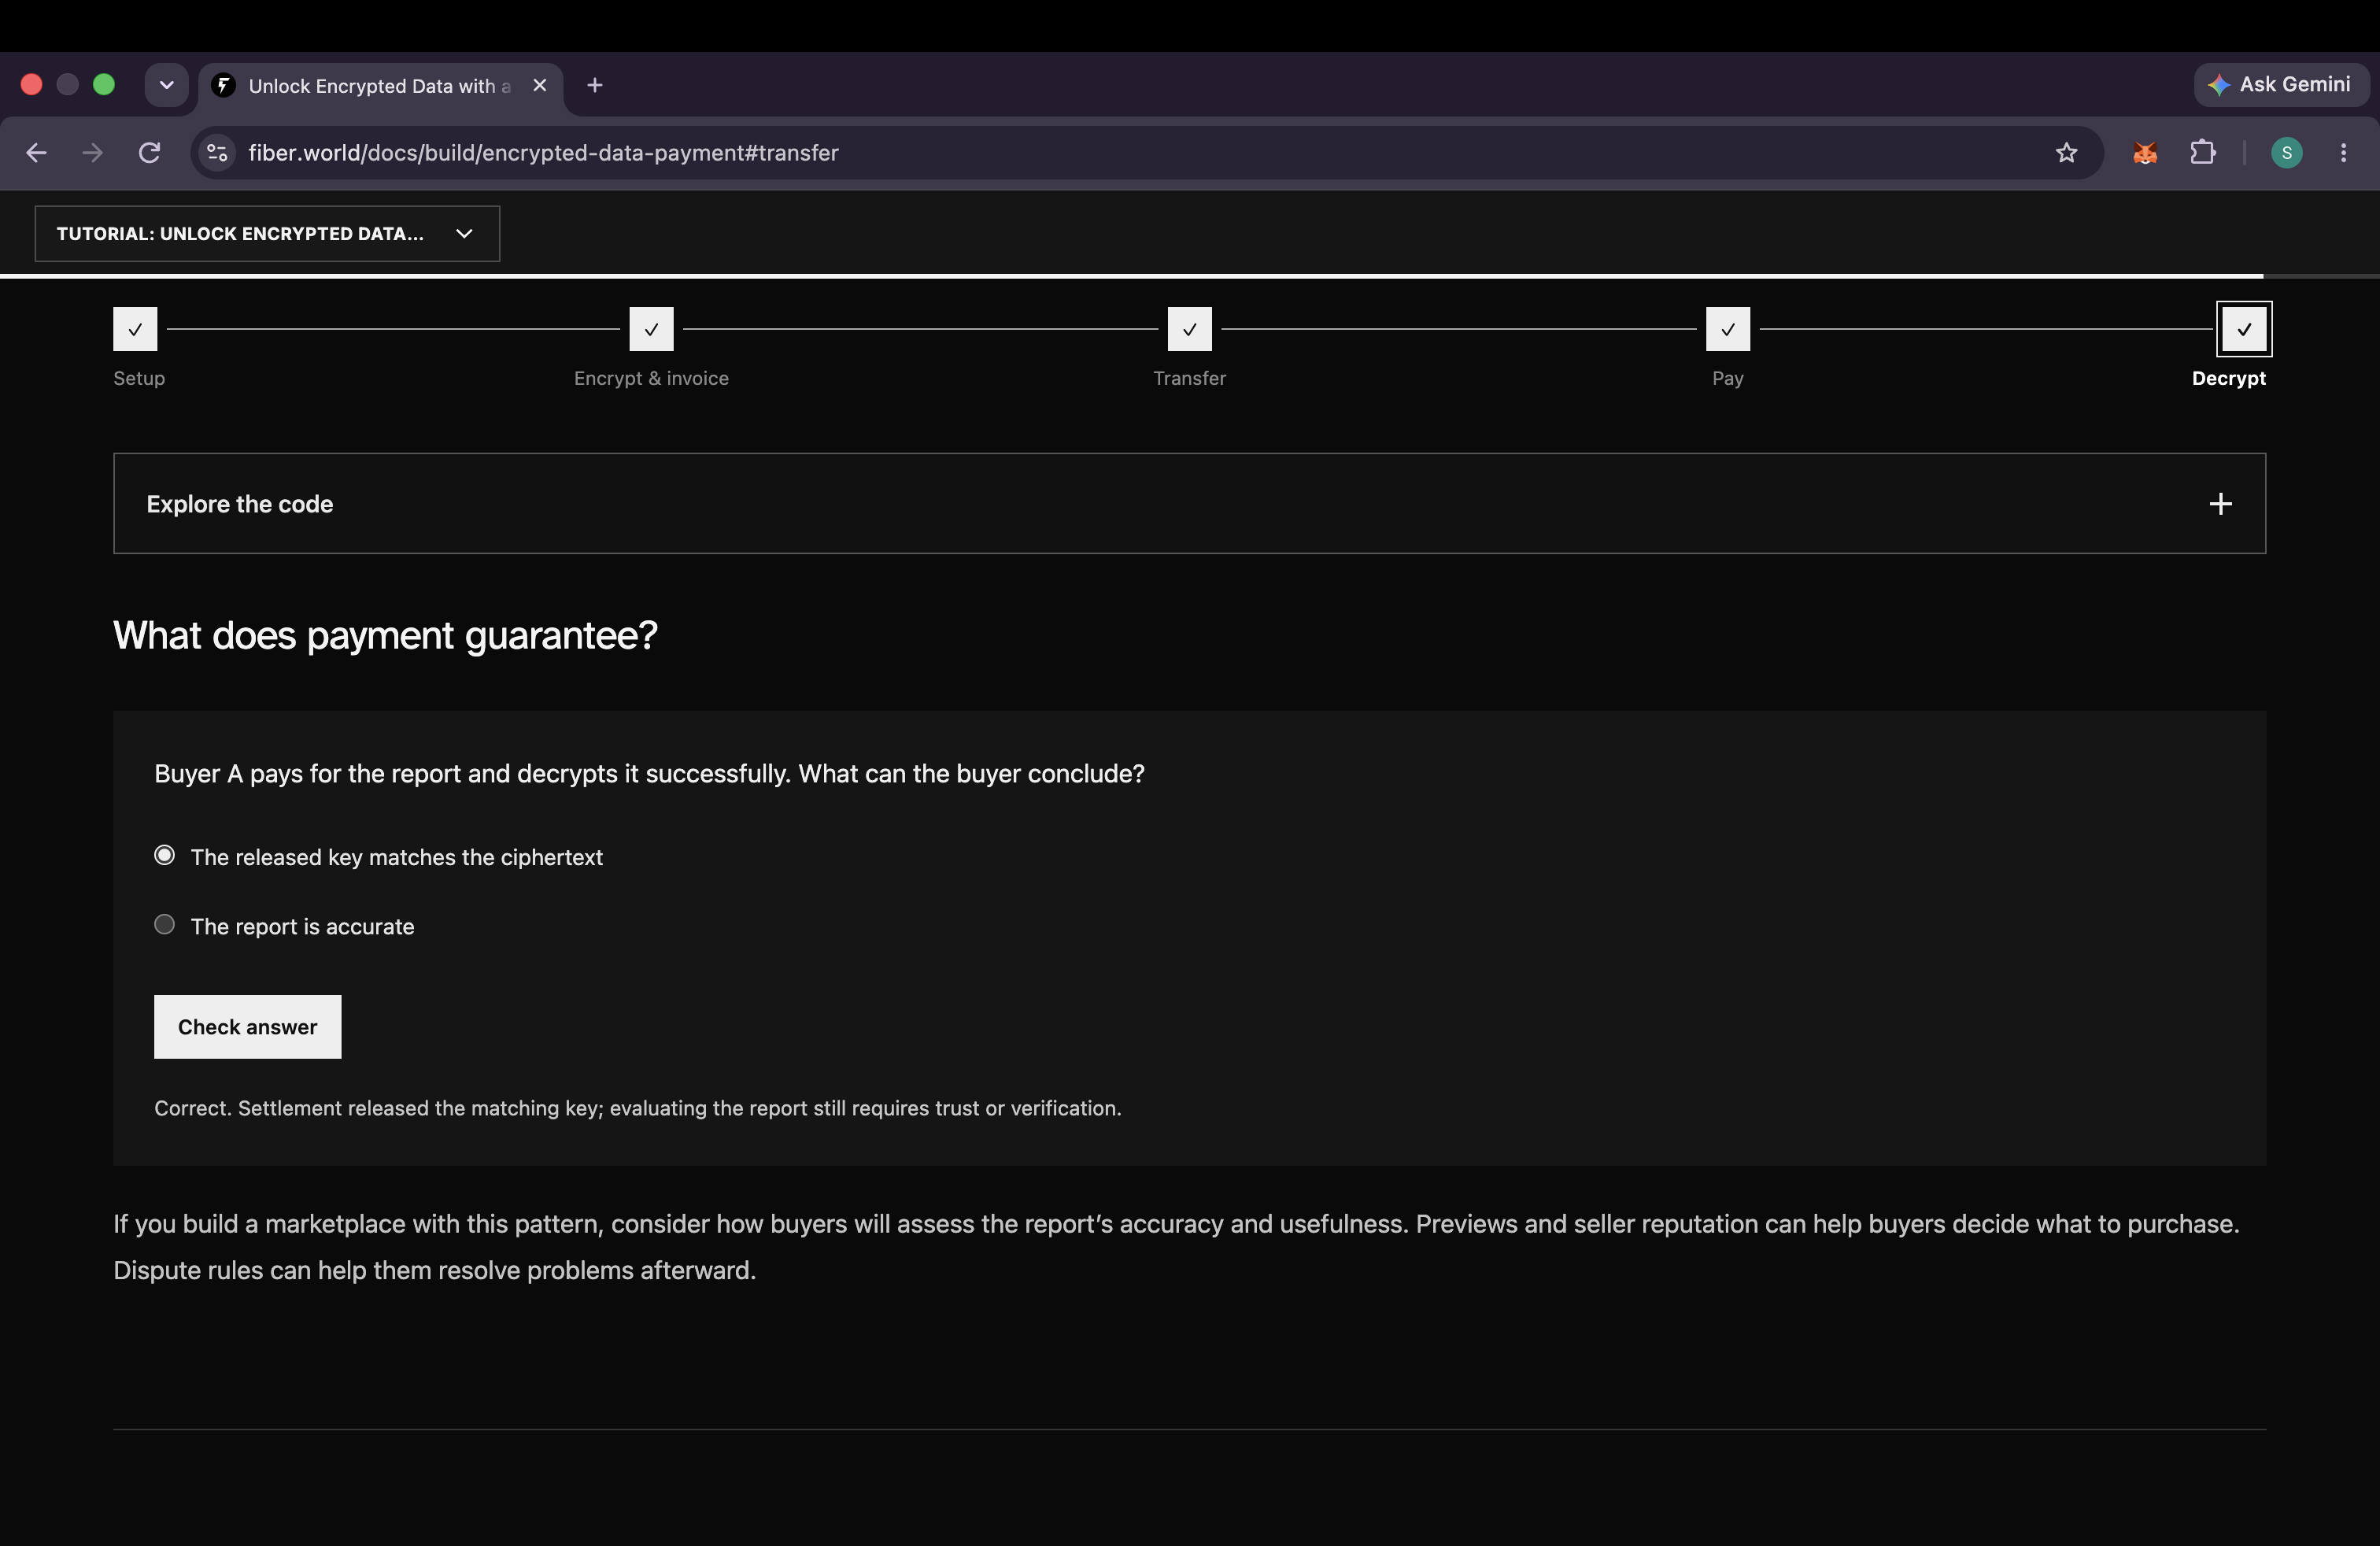 Unlock Encrypted Data with a
Ask Gemini
fiber.world/docs/build/encrypted-data-payment#transfer
S
TUTORIAL: UNLOCK ENCRYPTED DATA...
Setup
Encrypt & invoice
Transfer
Pay
Decrypt
Explore the code
What does payment guarantee?
Buyer A pays for the report and decrypts it successfully. What can the buyer conclude?
The released key matches the ciphertext
The report is accurate
Check answer
Correct. Settlement released the matching key; evaluating the report still requires trust or verification.
If you build a marketplace with this pattern, consider how buyers will assess the report’s accuracy and usefulness. Previews and seller reputation can help buyers decide what to purchase.
Dispute rules can help them resolve problems afterward.